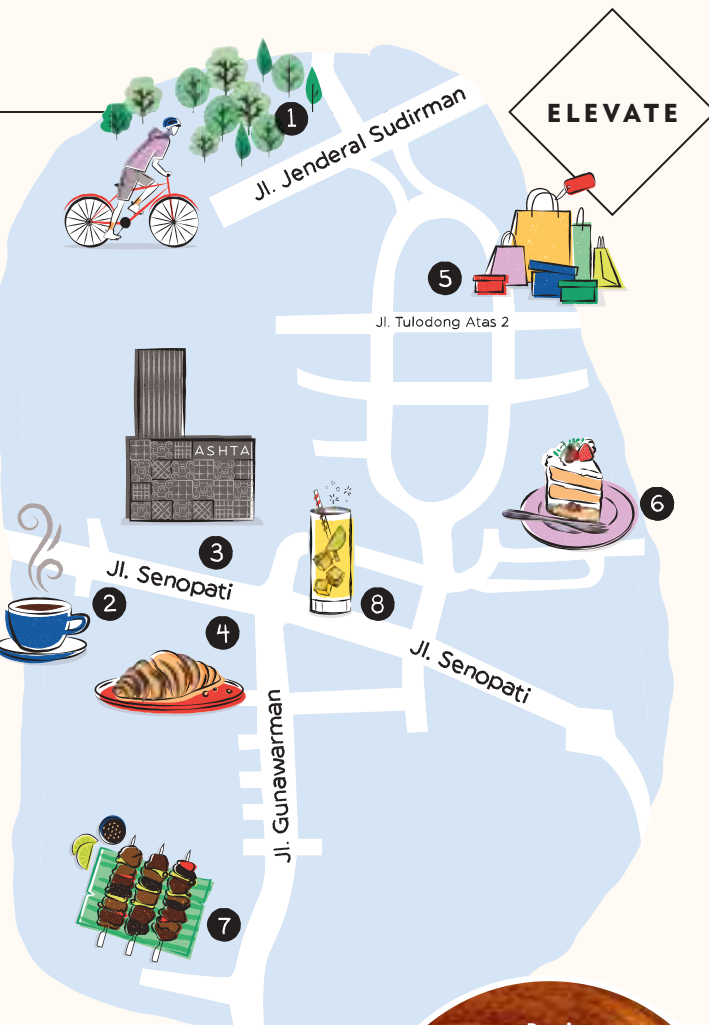 ELEVATE
1
Jl. Jenderal Sudirman
5
Jl. Tulodong Atas 2
ASHTA
6
3
Jl. Senopati
2
8
4
Jl. Senopati
Jl. Gunawarman
7